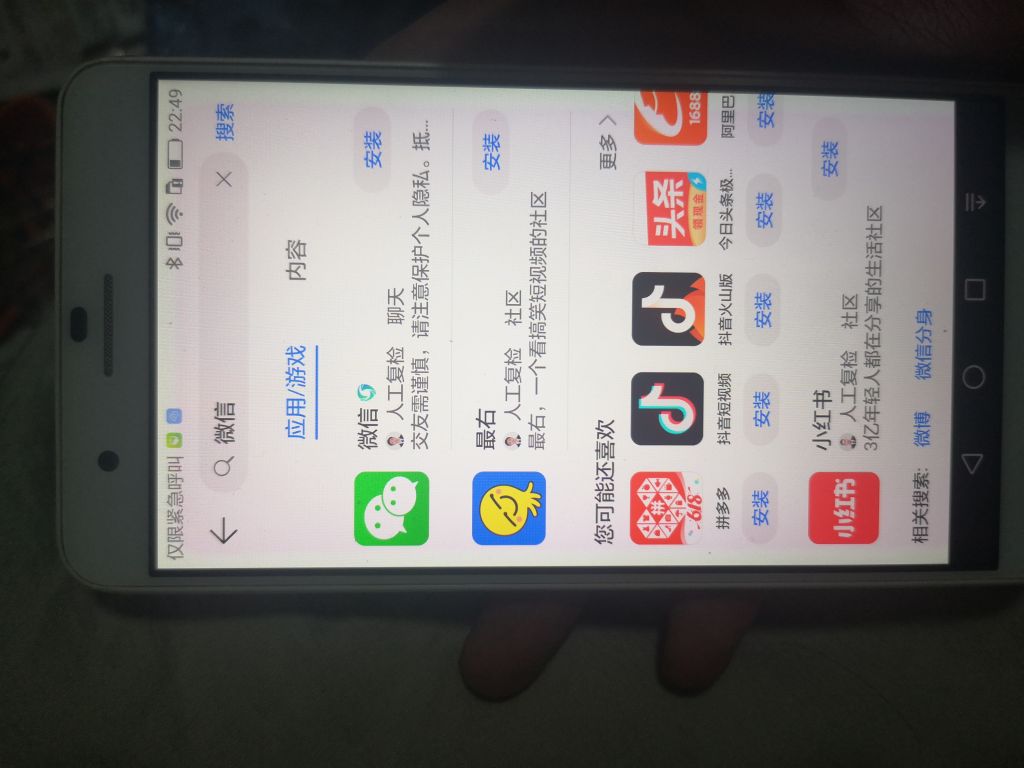 仅限紧急呼叫 22:49
微信 搜索
应用/游戏 内容
微信
人工复检 聊天 安装
交友需谨慎，请注意保护个人隐私。抵...
最右
人工复检 社区 安装
最右，一个看搞笑短视频的社区
您可能还喜欢 更多
618 头条 领现金 1688
拼多多 抖音短视频 抖音火山版 今日头条极... 阿里巴
安装 安装 安装 安装 安装
小红书 小红书
人工复检 社区 安装
3亿年轻人都在分享的生活社区
相关搜索: 微博 微信分身